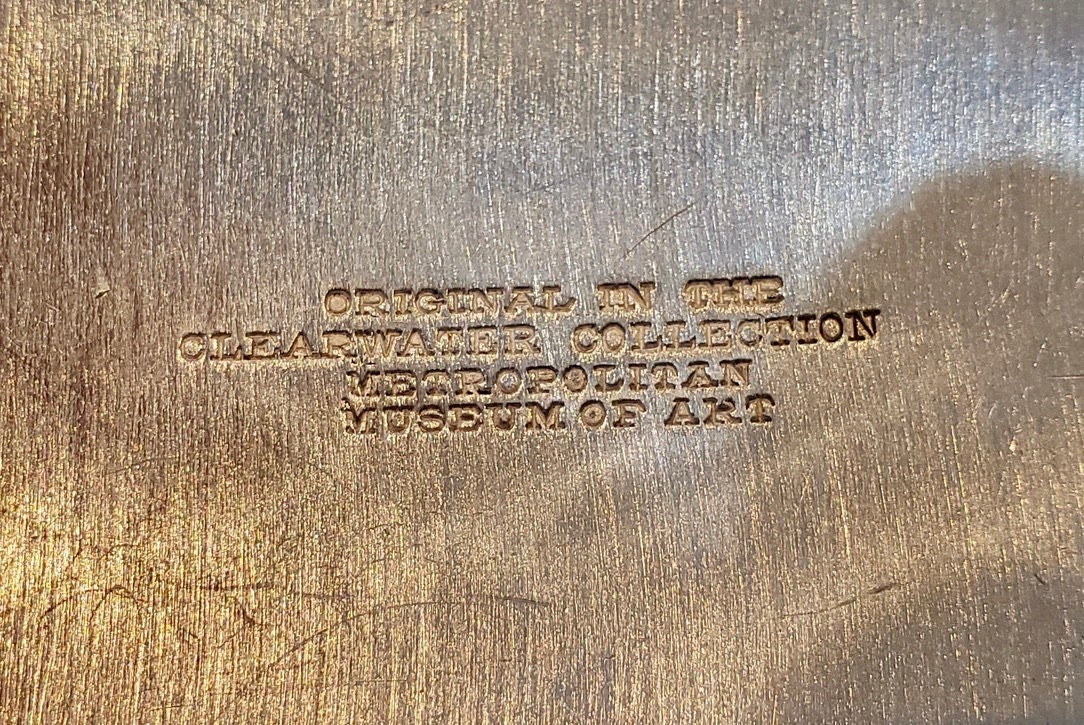 ORIGINAL IN THE
CLEARWATER COLLECTION
METROPOLITAN
MUSEUM OF ART